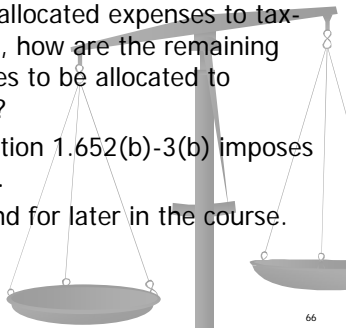 allocated expenses to tax-
, how are the remaining
es to be allocated to
?
tion 1.652(b)-3(b) imposes
.
nd for later in the course.
66